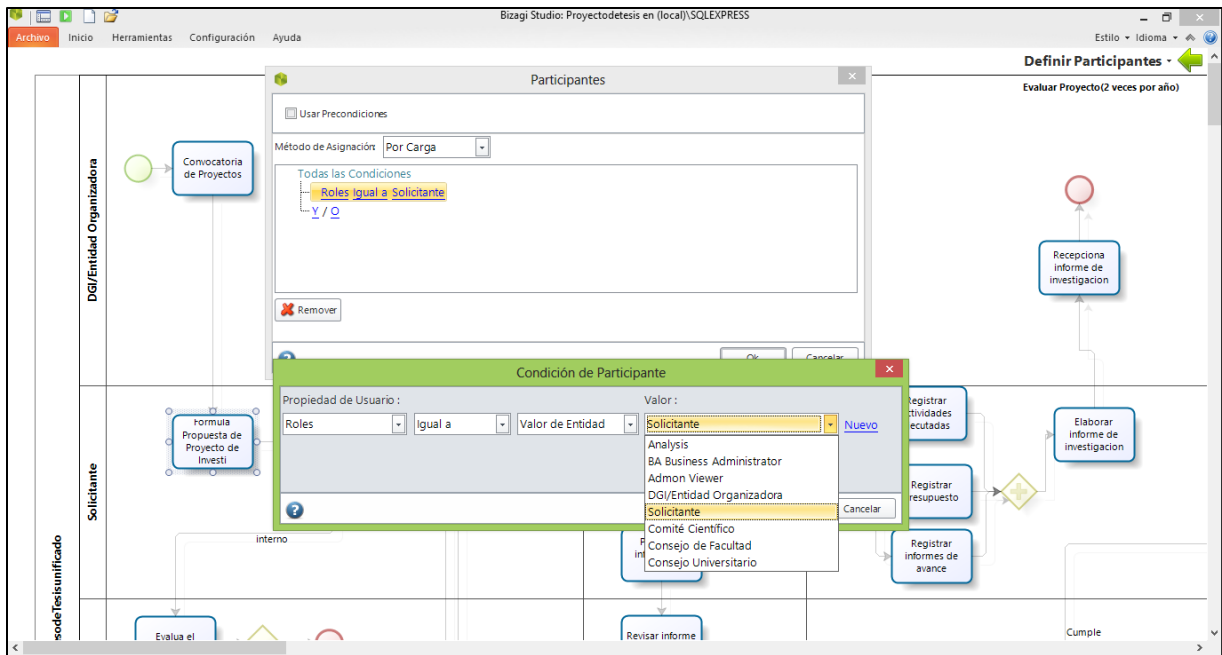 Bizagi Studio: Proyectodetesis en (local)\SQLEXPRESS
Archivo Inicio Herramientas Configuración Ayuda
Estilo Idioma
Definir Participantes
Evaluar Proyecto(2 veces por año)
DGI/Entidad Organizadora
Convocatoria
de Proyectos
Participantes
Usar Precondiciones
Método de Asignación: Por Carga
Todas las Condiciones
Roles Igual a Solicitante
Y / O
Remover
Ok Cancelar
Recepciona
informe de
investigacion
Condición de Participante
Propiedad de Usuario :
Valor :
Roles Igual a Valor de Entidad Solicitante Nuevo
Analysis
BA Business Administrator
Admon Viewer
DGI/Entidad Organizadora
Solicitante
Comité Científico
Consejo de Facultad
Consejo Universitario
Cancelar
Solicitante
Formula
Propuesta de
Proyecto de
Investi
interno
Registrar
Registrar
Registrar
informes de
avance
Elaborar
informe de
investigacion
Evalua el
Revisar informe
Cumple